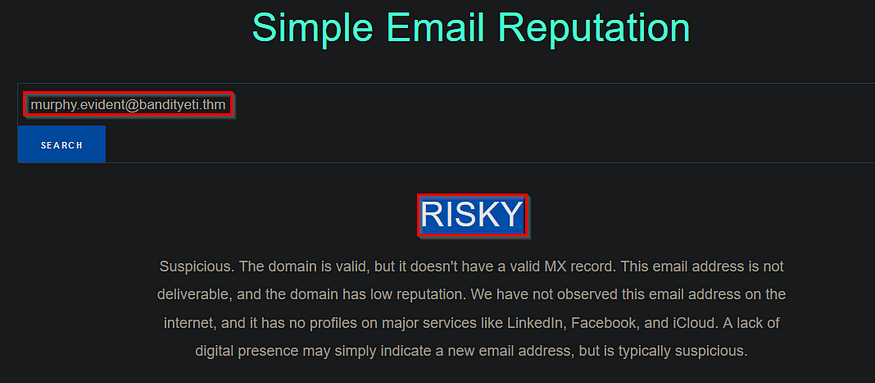 Simple Email Reputation
murphy.evident@bandityeti.thm
SEARCH
RISKY
Suspicious. The domain is valid, but it doesn't have a valid MX record. This email address is not
deliverable, and the domain has low reputation. We have not observed this email address on the
internet, and it has no profiles on major services like LinkedIn, Facebook, and iCloud. A lack of
digital presence may simply indicate a new email address, but is typically suspicious.